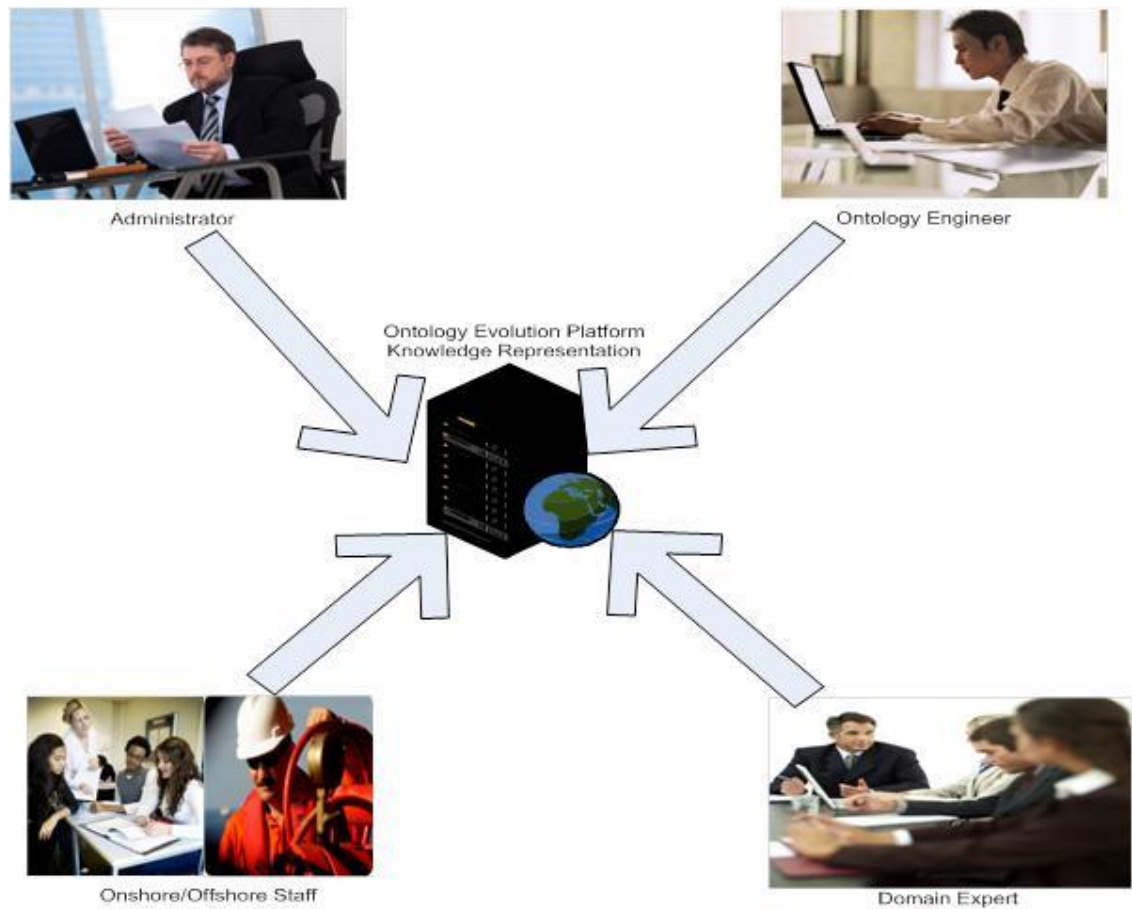 Administrator
Ontology Engineer
Ontology Evolution Platform
Knowledge Representation
Onshore/Offshore Staff
Domain Expert